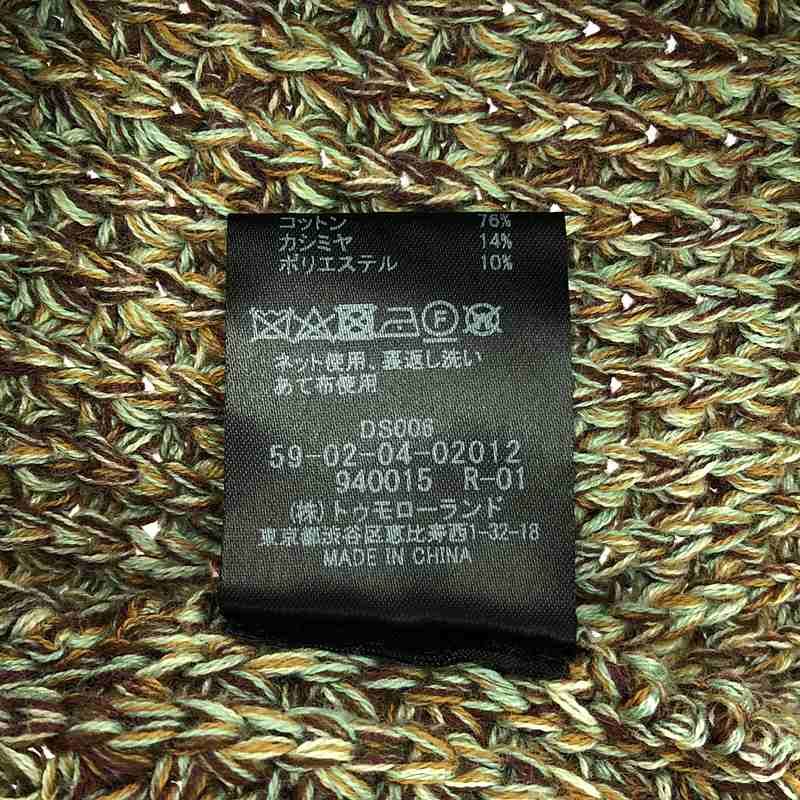 コットン 76%
カシミヤ 14%
ポリエステル 10%
F W
ネット使用、裏返し洗い
あて布使用
DS006
59-02-04-02012
940015 R-01
(株)トゥモローランド
東京都渋谷区恵比寿西1-32-18
MADE IN CHINA